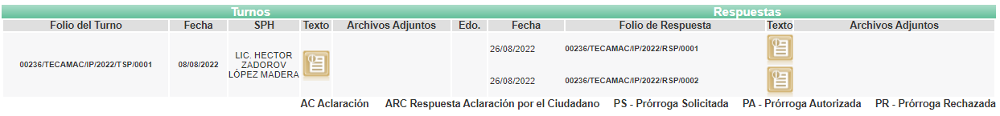 Turnos Respuestas
Folio del Turno Fecha SPH Texto Archivos Adjuntos Edo. Fecha Folio de Respuesta Texto Archivos Adjuntos
00236/TECAMAC/IP/2022/TSP/0001 08/08/2022 LIC. HECTOR
ZADOROV
LÓPEZ MADERA
26/08/2022 00236/TECAMAC/IP/2022/RSP/0001
26/08/2022 00236/TECAMAC/IP/2022/RSP/0002
AC Aclaración ARC Respuesta Aclaración por el Ciudadano PS - Prórroga Solicitada PA - Prórroga Autorizada PR - Prórroga Rechazada